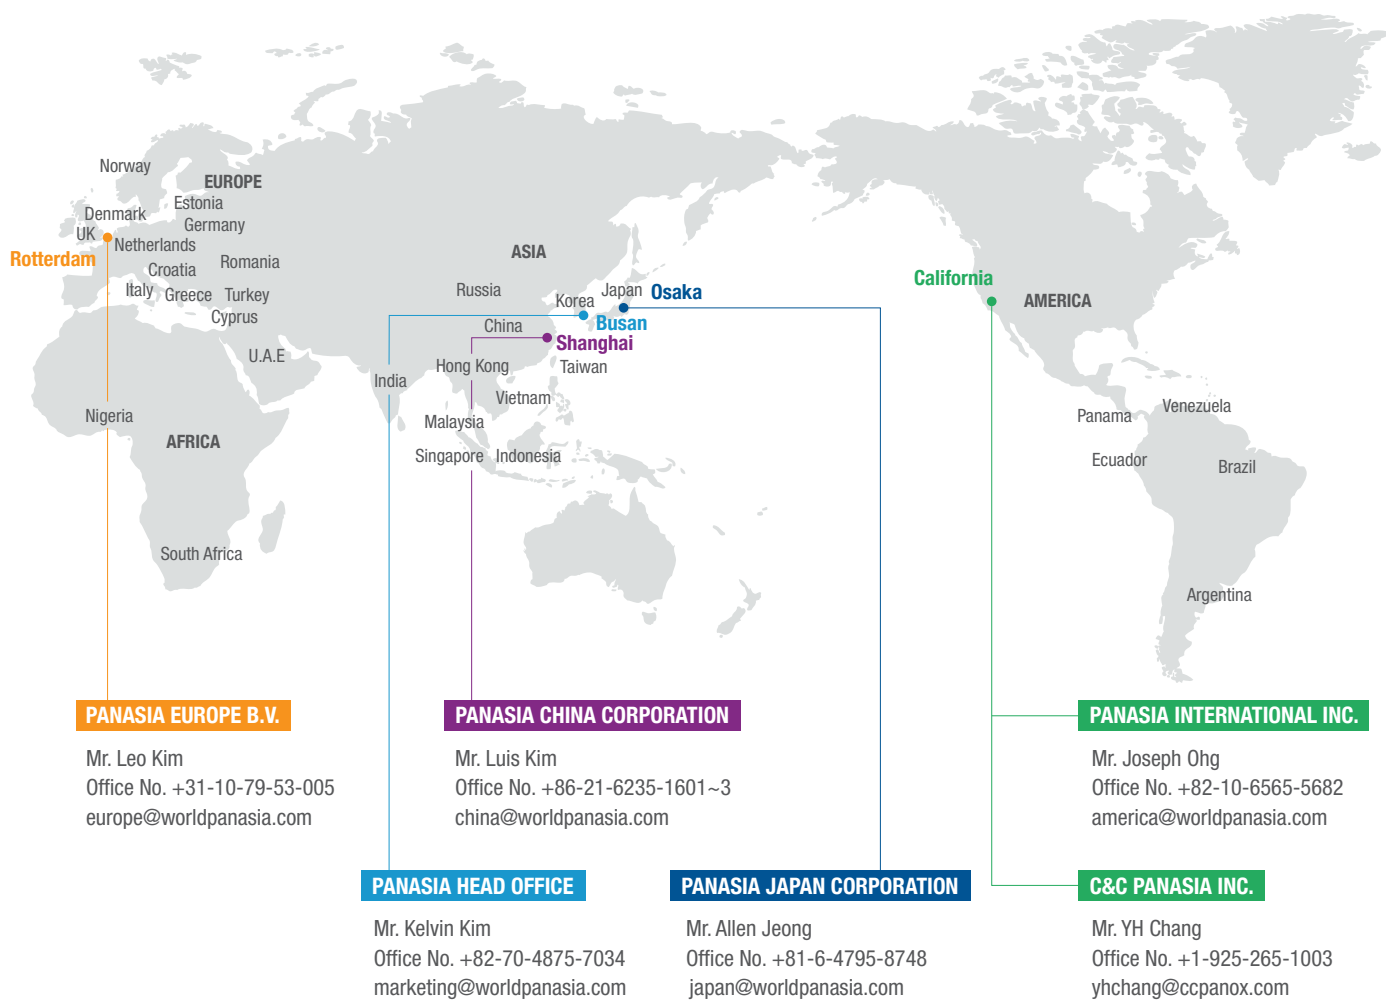 Norway
EUROPE
Estonia
Denmark
Germany
UK
Netherlands
Rotterdam
Croatia
Romania
Italy
Greece
Turkey
Cyprus
U.A.E
Nigeria
AFRICA
South Africa
ASIA
Russia
Japan
Osaka
Korea
Busan
China
Shanghai
Hong Kong
Taiwan
India
Vietnam
Malaysia
Singapore
Indonesia
California
AMERICA
Panama
Venezuela
Ecuador
Brazil
Argentina
PANASIA EUROPE B.V.
Mr. Leo Kim
Office No. +31-10-79-53-005
europe@worldpanasia.com
PANASIA CHINA CORPORATION
Mr. Luis Kim
Office No. +86-21-6235-1601~3
china@worldpanasia.com
PANASIA INTERNATIONAL INC.
Mr. Joseph Ohg
Office No. +82-10-6565-5682
america@worldpanasia.com
PANASIA HEAD OFFICE
Mr. Kelvin Kim
Office No. +82-70-4875-7034
marketing@worldpanasia.com
PANASIA JAPAN CORPORATION
Mr. Allen Jeong
Office No. +81-6-4795-8748
japan@worldpanasia.com
C&C PANASIA INC.
Mr. YH Chang
Office No. +1-925-265-1003
yhchang@ccpanox.com